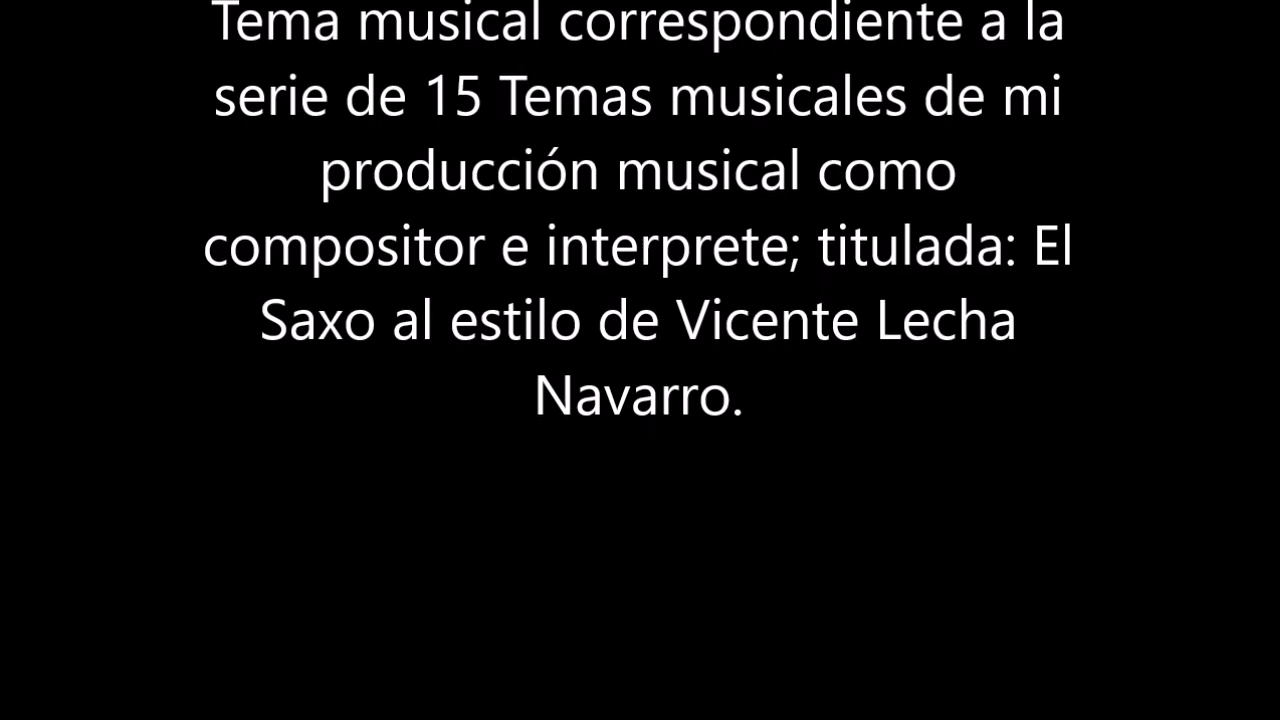 Tema musical correspondiente a la
serie de 15 Temas musicales de mi
producción musical como
compositor e interprete; titulada: El
Saxo al estilo de Vicente Lecha
Navarro.